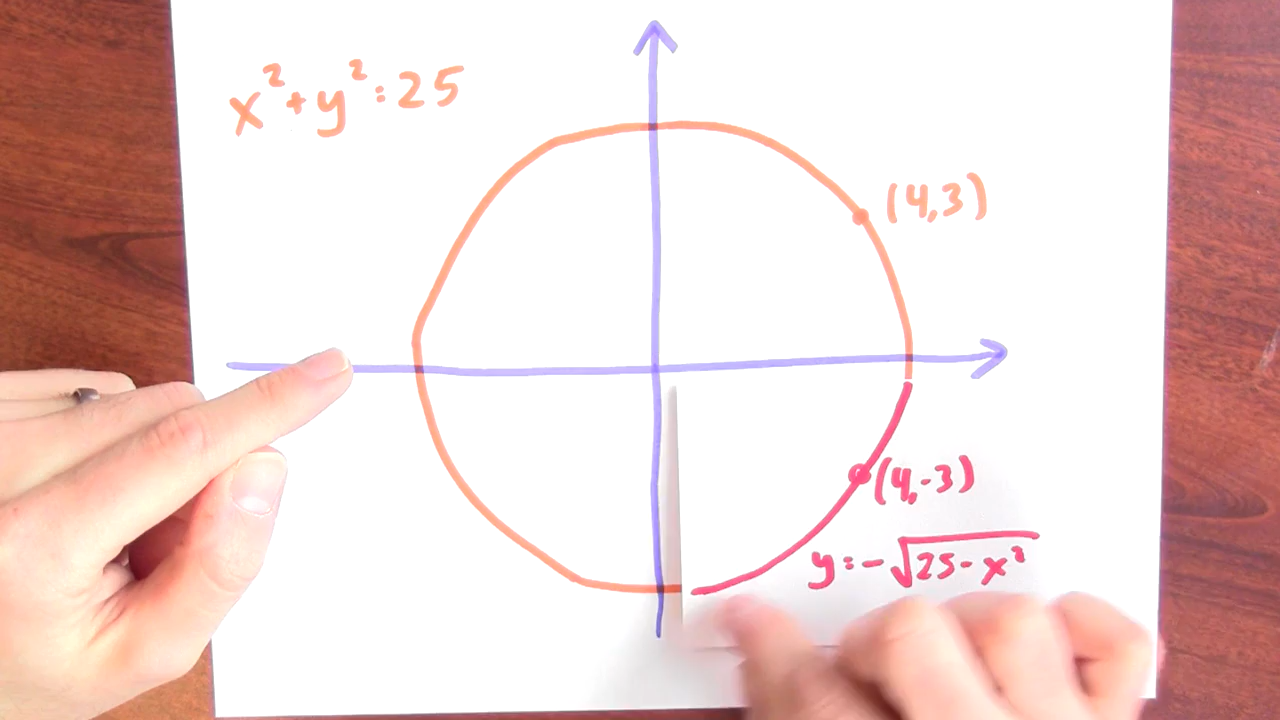 x²+y²=25
(4,3)
(4,-3)
y=-√25-x²